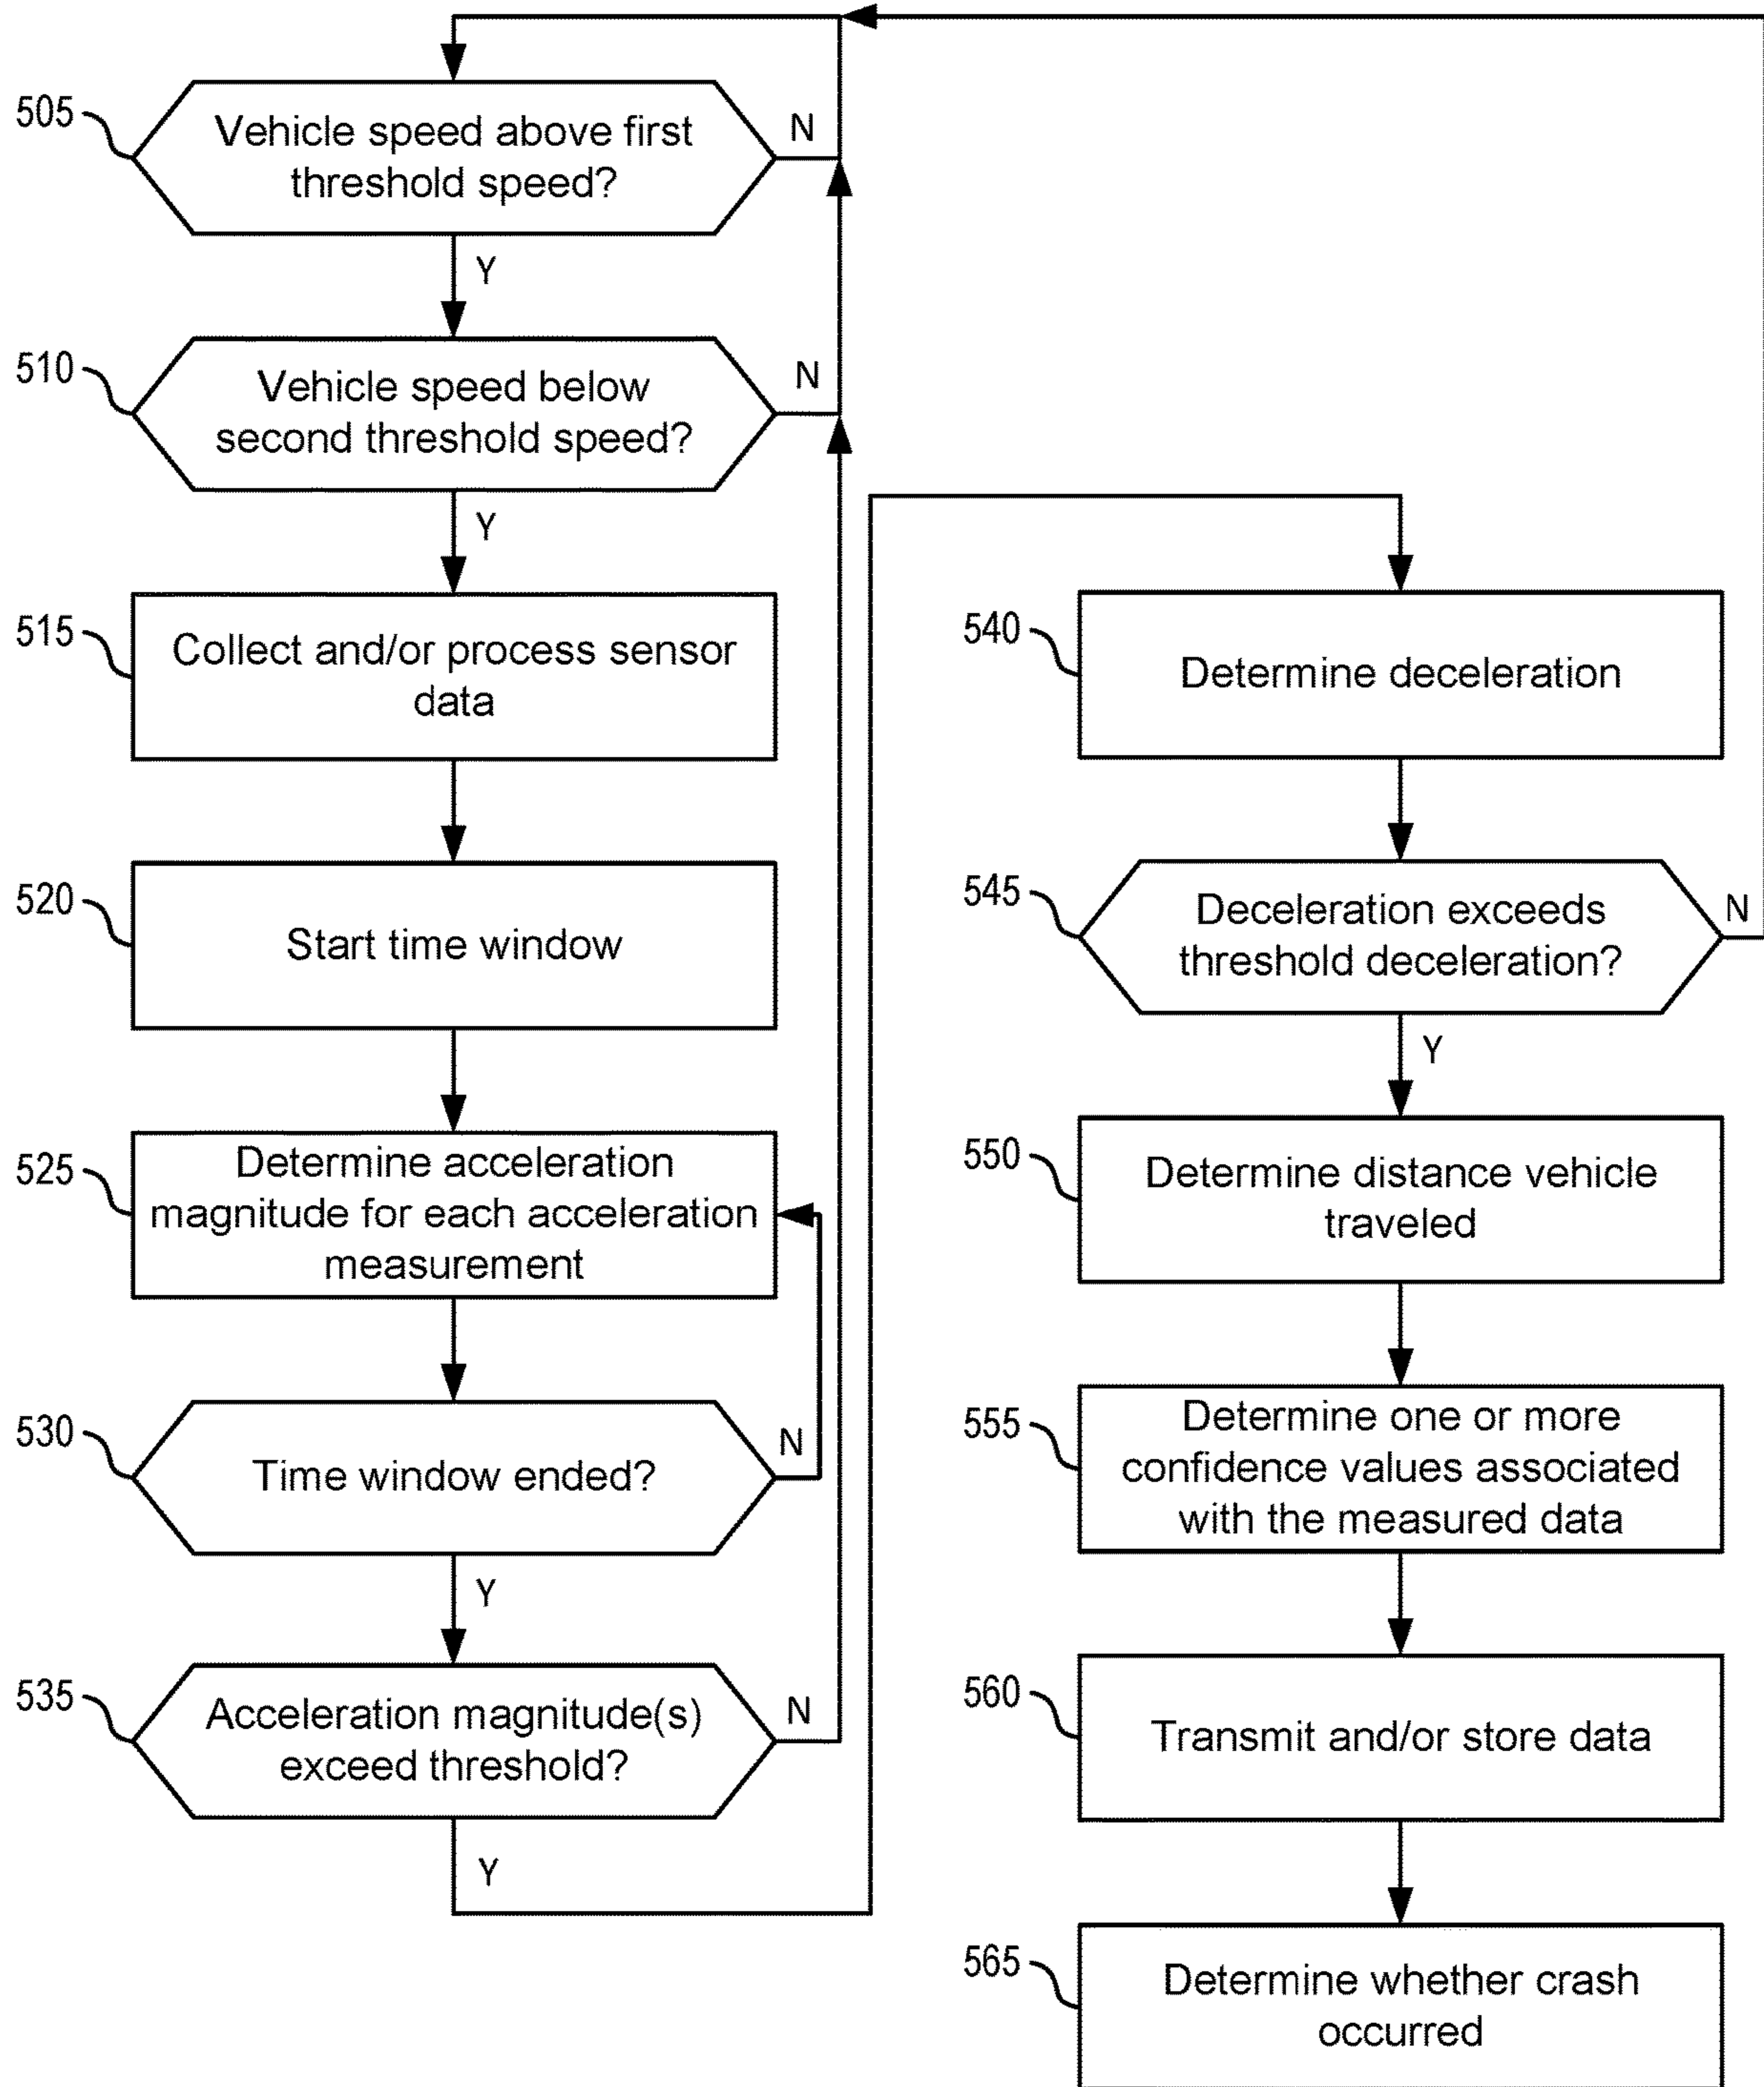 505
Vehicle speed above first
threshold speed?
N
Y
510
Vehicle speed below
second threshold speed?
N
Y
515
Collect and/or process sensor
data
520
Start time window
525
Determine acceleration
magnitude for each acceleration
measurement
530
Time window ended?
N
Y
535
Acceleration magnitude(s)
exceed threshold?
N
Y
540
Determine deceleration
545
Deceleration exceeds
threshold deceleration?
N
Y
550
Determine distance vehicle
traveled
555
Determine one or more
confidence values associated
with the measured data
560
Transmit and/or store data
565
Determine whether crash
occurred